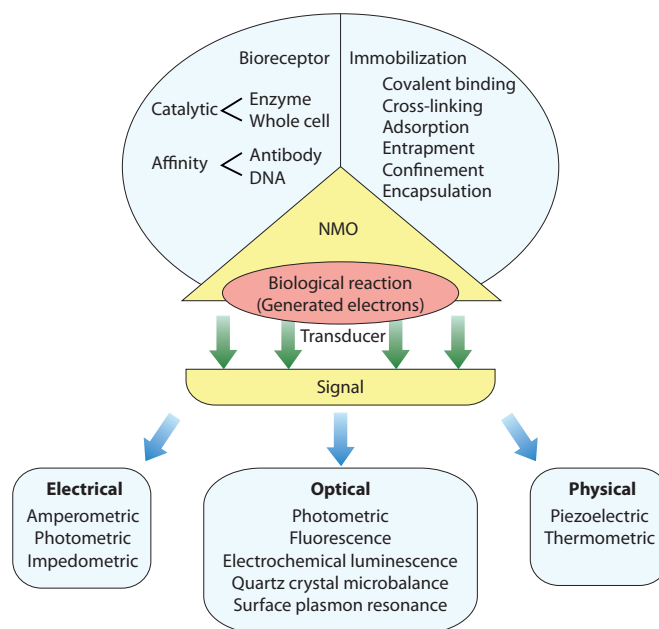 Bioreceptor
Catalytic
Enzyme
Whole cell
Affinity
Antibody
DNA
Immobilization
Covalent binding
Cross-linking
Adsorption
Entrapment
Confinement
Encapsulation
NMO
Biological reaction
(Generated electrons)
Transducer
Signal
Electrical
Amperometric
Photometric
Impedometric
Optical
Photometric
Fluorescence
Electrochemical luminescence
Quartz crystal microbalance
Surface plasmon resonance
Physical
Piezoelectric
Thermometric